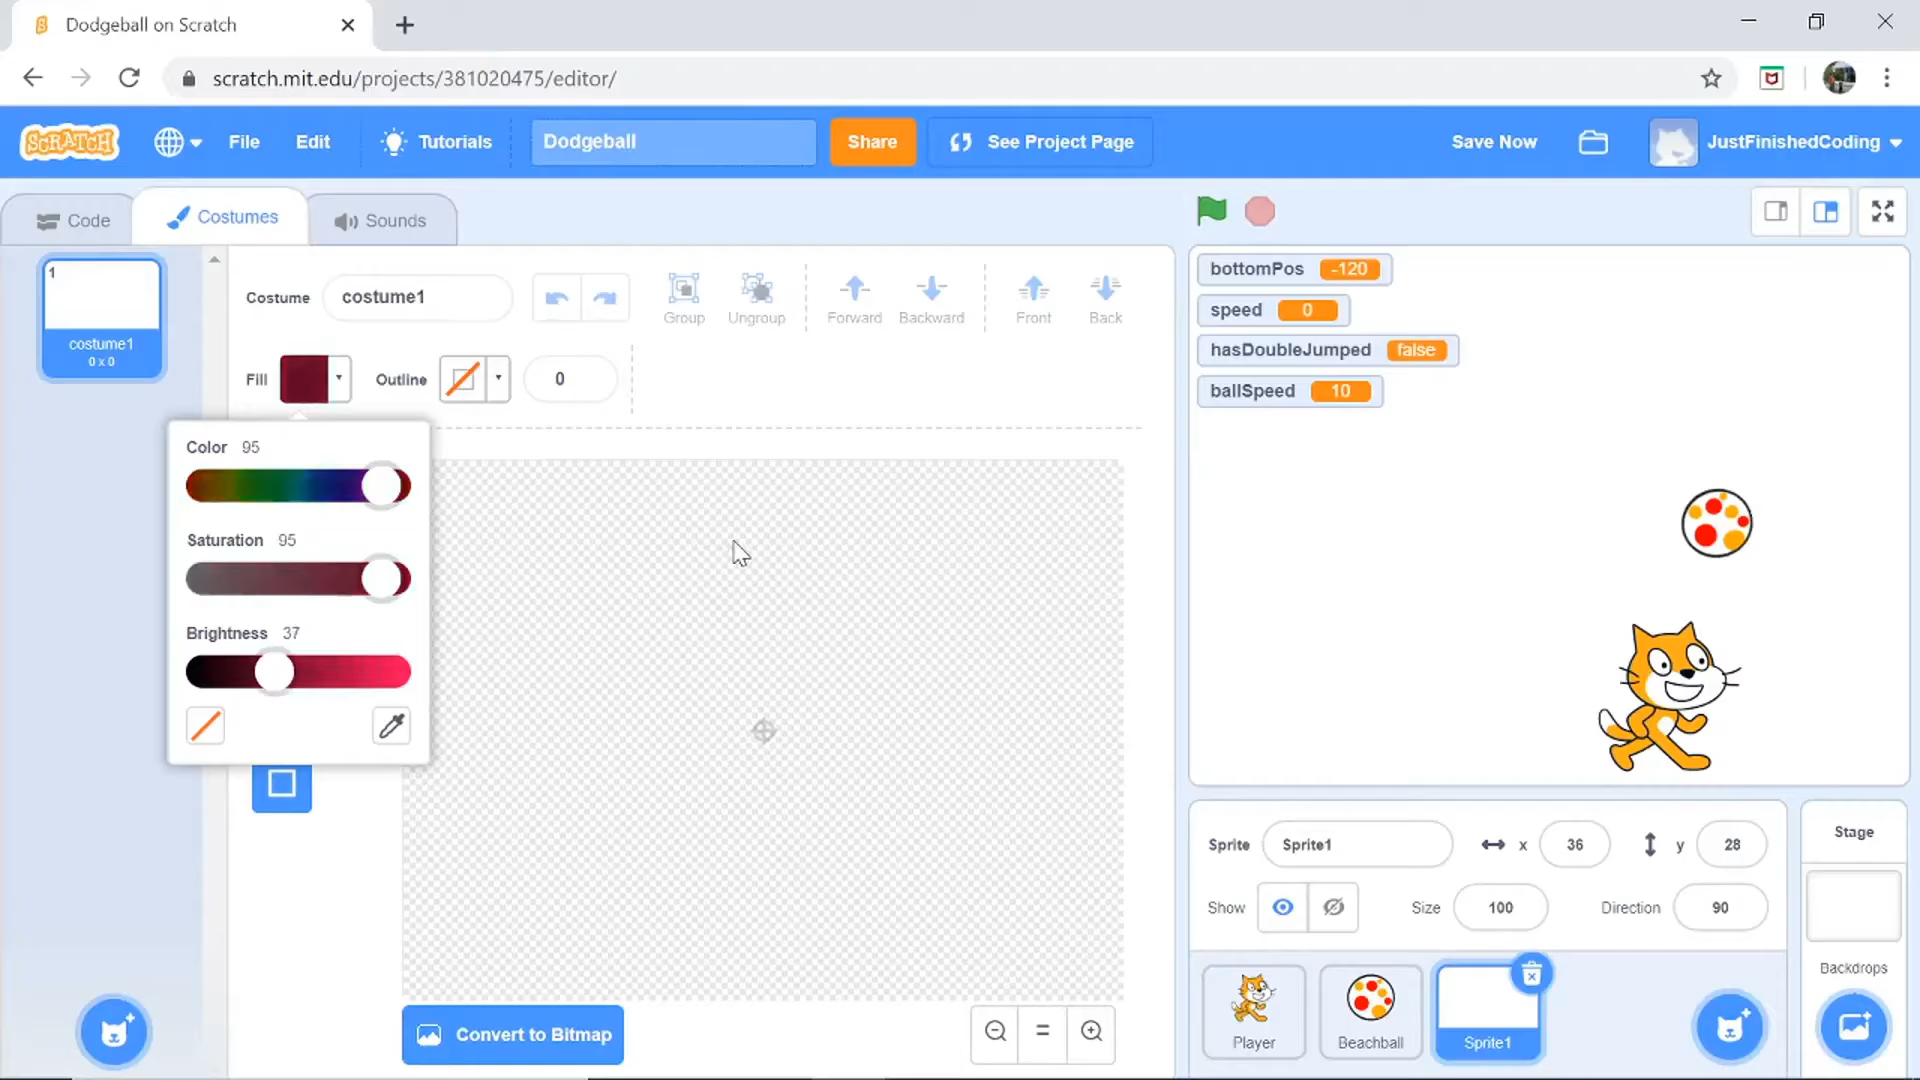 Dodgeball on Scratch
scratch.mit.edu/projects/381020475/editor/
SCRATCH
File
Edit
Tutorials
Dodgeball
Share
See Project Page
Save Now
JustFinishedCoding
Code
Costumes
Sounds
1
costume1
0 x 0
Costume
costume1
Group
Ungroup
Forward
Backward
Front
Back
Fill
Outline
0
Color 95
Saturation 95
Brightness 37
Convert to Bitmap
bottomPos -120
speed 0
hasDoubleJumped false
ballSpeed 10
Sprite
Sprite1
x
36
y
28
Show
Size
100
Direction
90
Player
Beachball
Sprite1
Stage
Backdrops